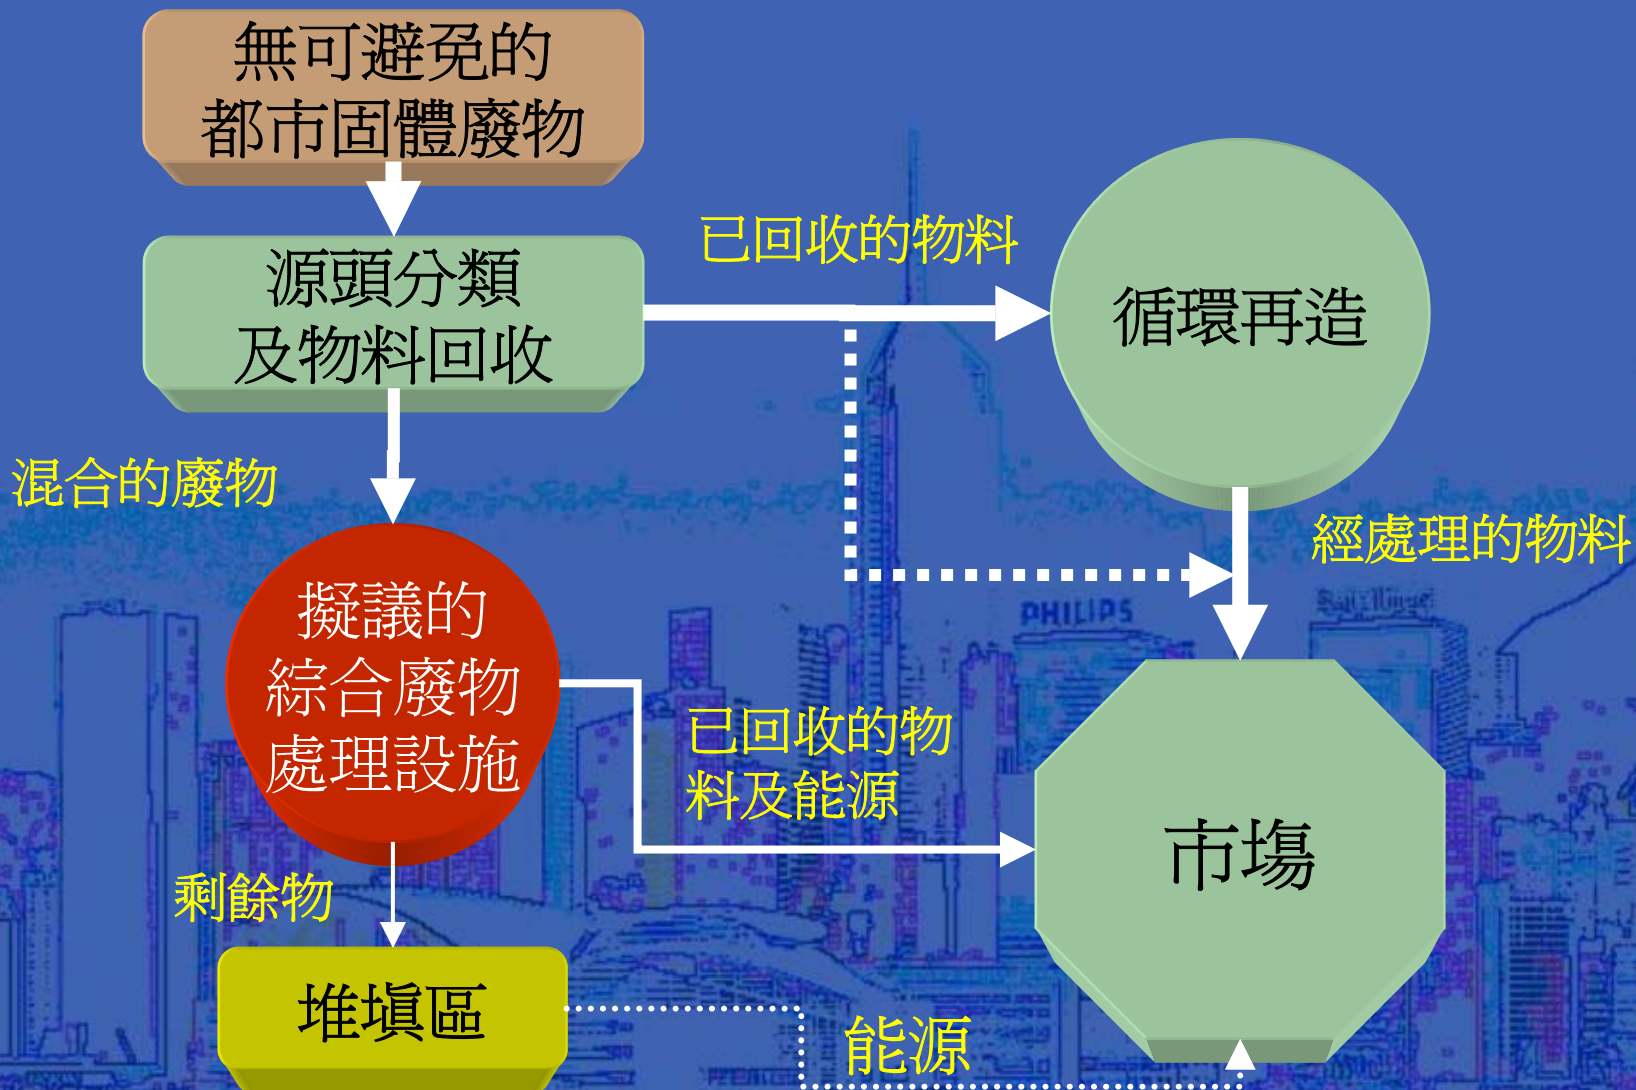 無可避免的
都市固體廢物
源頭分類
及物料回收
已回收的物料
循環再造
混合的廢物
經處理的物料
擬議的
綜合廢物
處理設施
PHILIPS
已回收的物
料及能源
市場
剩餘物
堆填區
能源